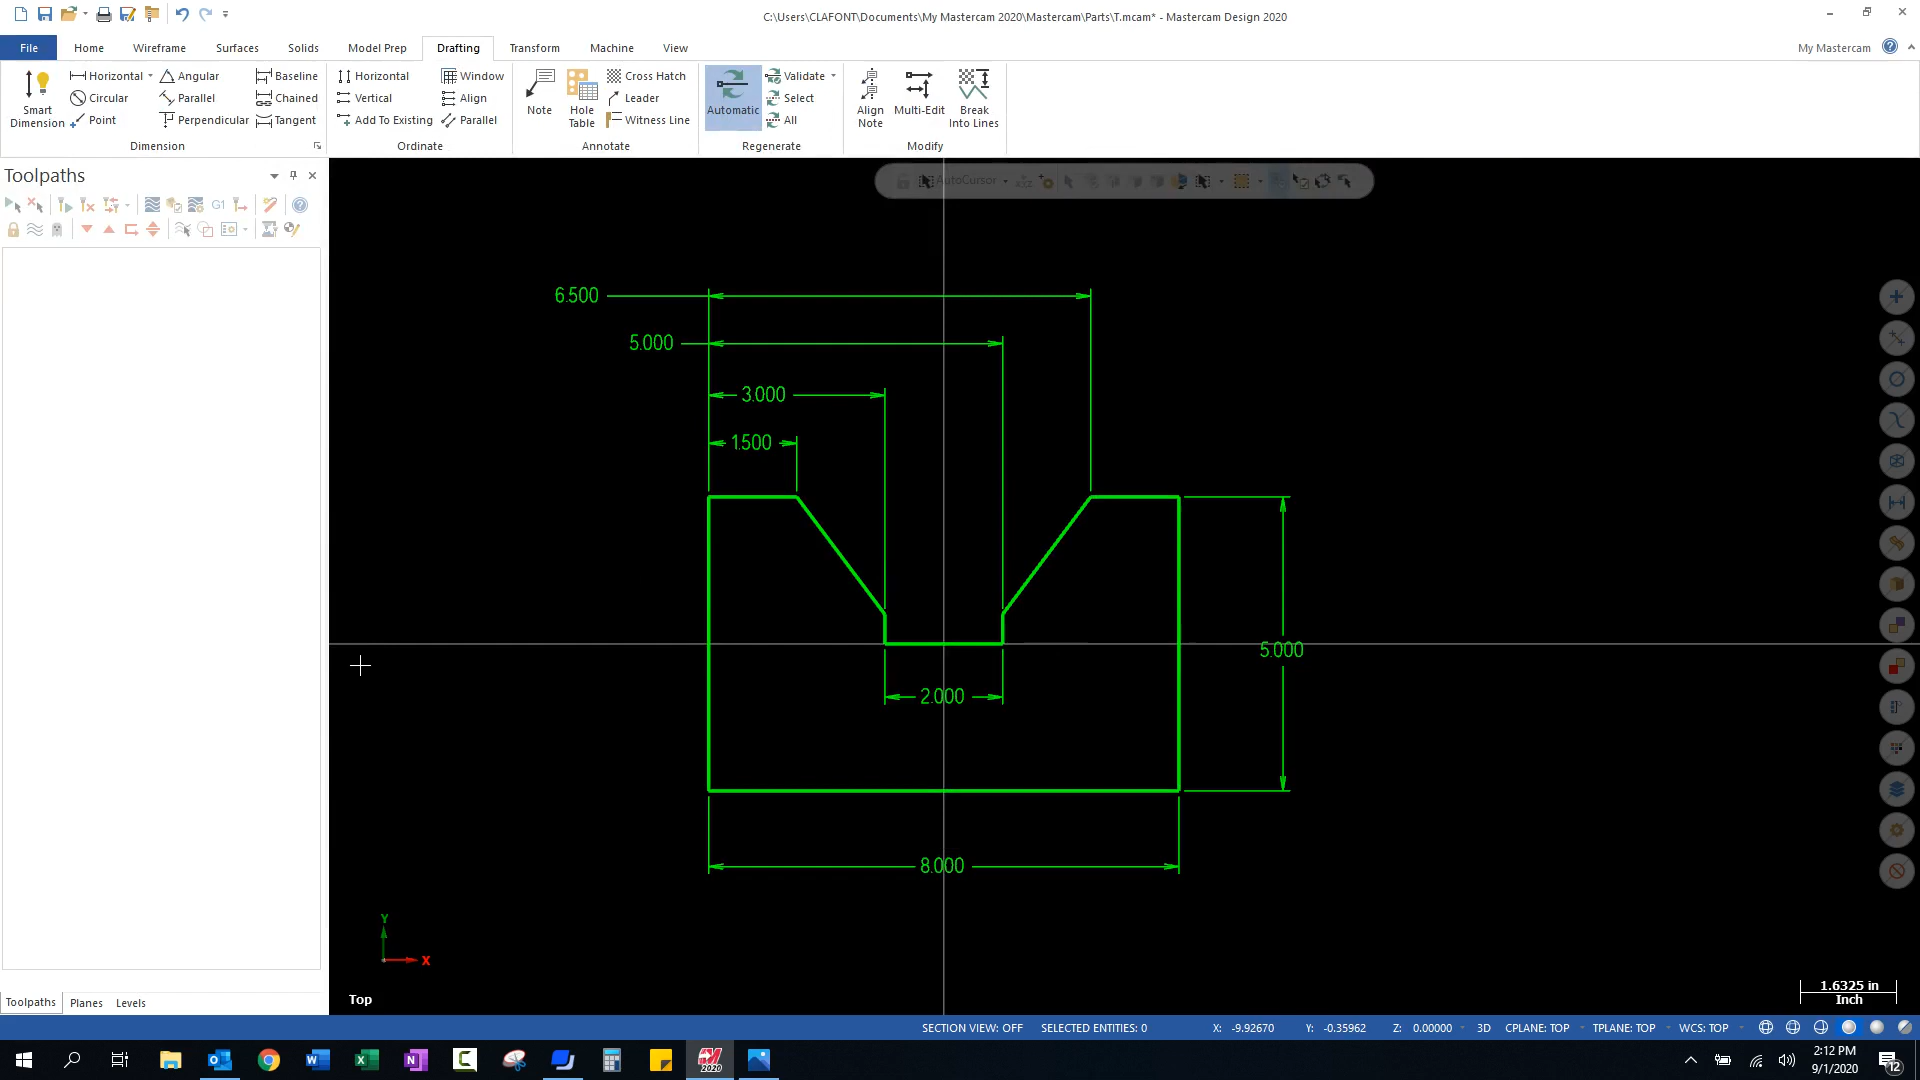 C:\Users\CLAFONT\Documents\My Mastercam 2020\Mastercam\Parts\T.mcam* - Mastercam Design 2020
File Home Wireframe Surfaces Solids Model Prep Drafting Transform Machine View My Mastercam
Horizontal Angular Baseline Horizontal Window Cross Hatch Validate
Circular Parallel Chained Vertical Align Leader Select
Smart Dimension Point Perpendicular Tangent Add To Existing Parallel Note Hole Table Witness Line Automatic All Align Note Multi-Edit Break Into Lines
Dimension Ordinate Annotate Regenerate Modify
Toolpaths
AutoCursor
G1
6.500
5.000
3.000
1.500
5.000
2.000
8.000
Y
X
Top
1.6325 in
Inch
Toolpaths Planes Levels
SECTION VIEW: OFF SELECTED ENTITIES: 0 X: -9.92670 Y: -0.35962 Z: 0.00000 3D CPLANE: TOP TPLANE: TOP WCS: TOP
2:12 PM
9/1/2020
2020
12